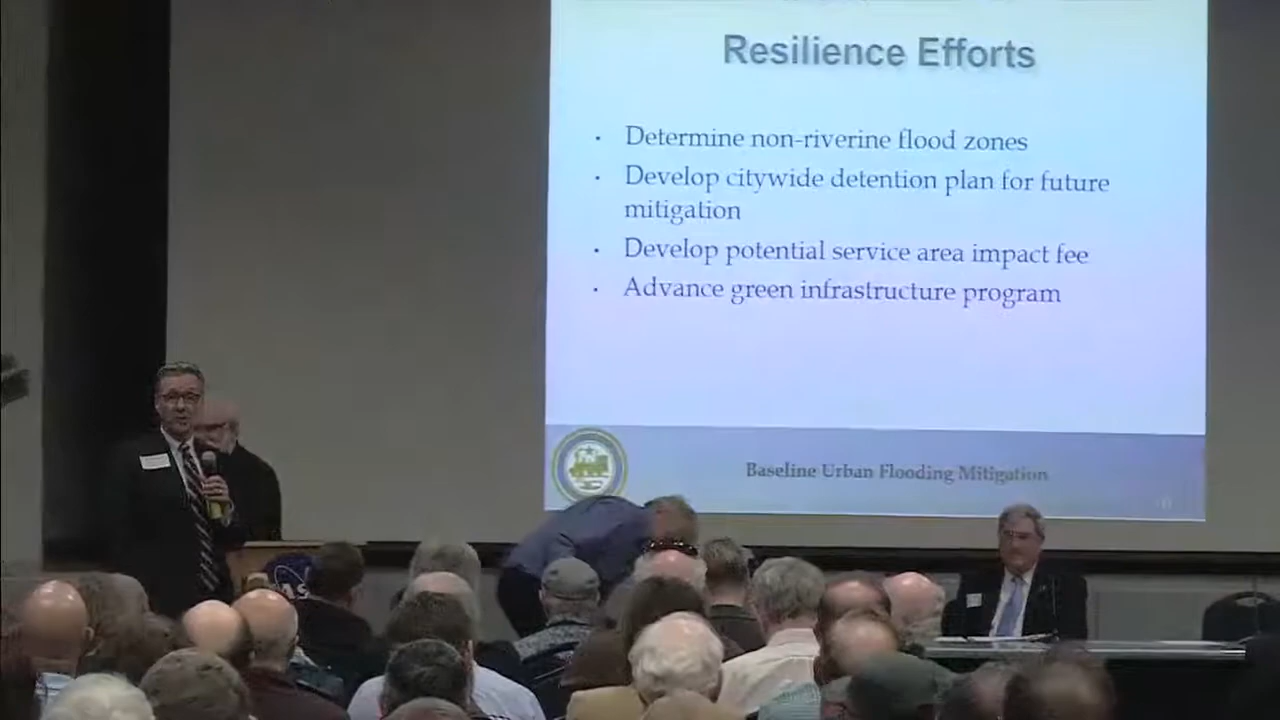 Resilience Efforts
· Determine non-riverine flood zones
· Develop citywide detention plan for future
mitigation
· Develop potential service area impact fee
· Advance green infrastructure program
Baseline Urban Flooding Mitigation